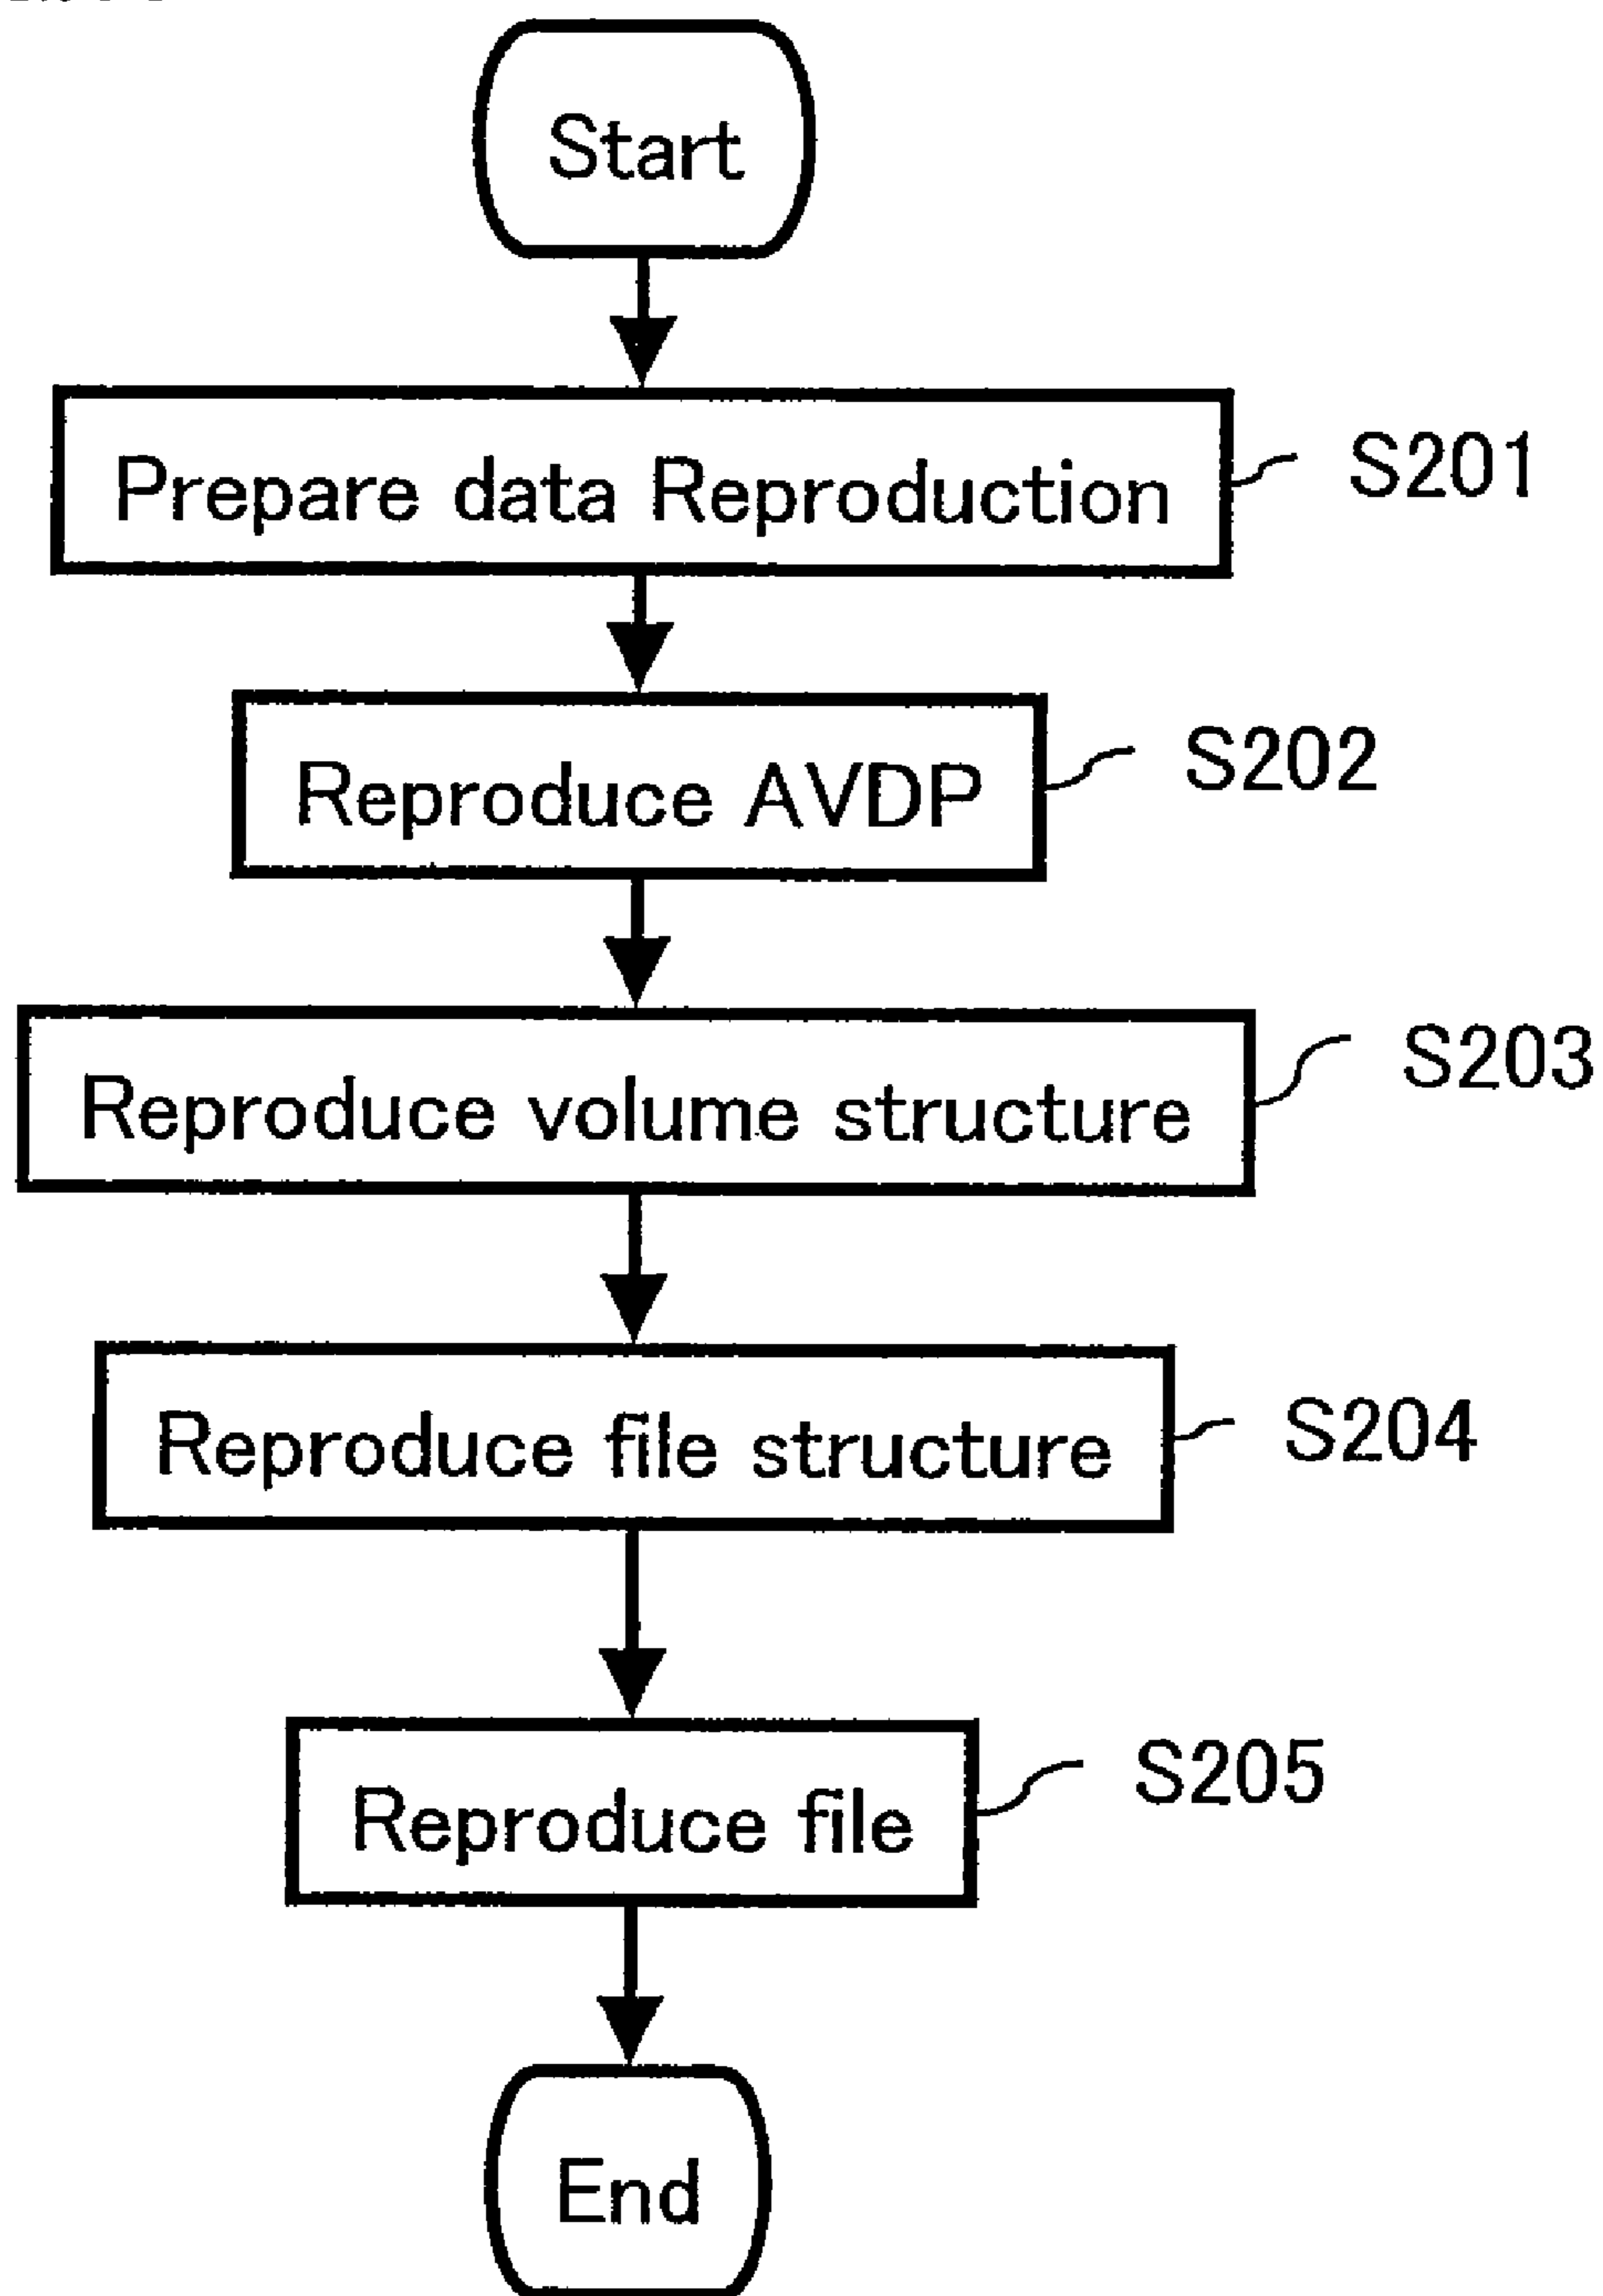 Start
Prepare data Reproduction
S201
Reproduce AVDP
S202
Reproduce volume structure
S203
Reproduce file structure
S204
Reproduce file
S205
End